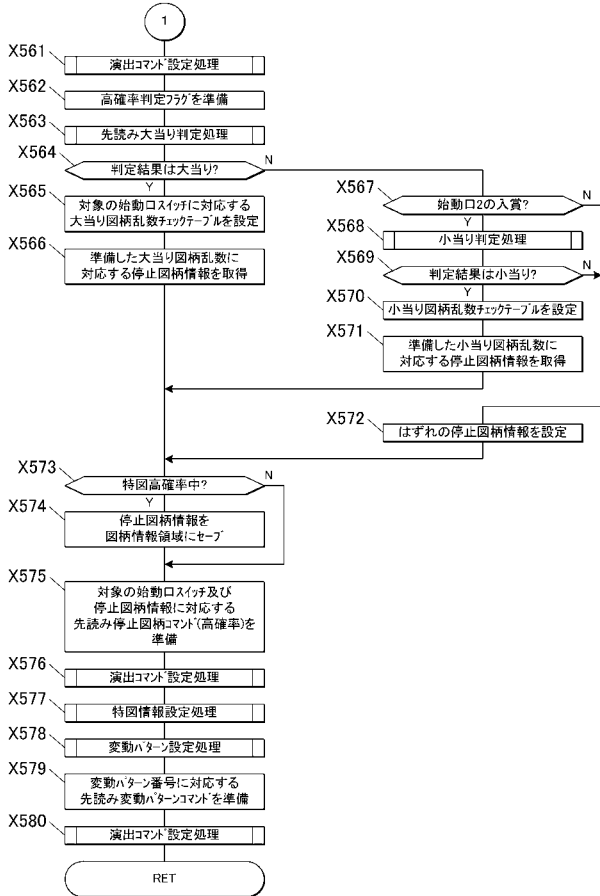 1
X561
演出コマンド設定処理
X562
高確率判定フラグを準備
X563
先読み大当り判定処理
X564
判定結果は大当り?
N
Y
X565
対象の始動口スイッチに対応する
大当り図柄乱数チェックテーブルを設定
X566
準備した大当り図柄乱数に
対応する停止図柄情報を取得
X567
始動口2の入賞?
N
Y
X568
小当り判定処理
X569
判定結果は小当り?
N
Y
X570
小当り図柄乱数チェックテーブルを設定
X571
準備した小当り図柄乱数に
対応する停止図柄情報を取得
X572
はずれの停止図柄情報を設定
X573
特図高確率中?
N
Y
X574
停止図柄情報を
図柄情報領域にセーブ
X575
対象の始動口スイッチ及び
停止図柄情報に対応する
先読み停止図柄コマンド(高確率)を
準備
X576
演出コマンド設定処理
X577
特図情報設定処理
X578
変動パターン設定処理
X579
変動パターン番号に対応する
先読み変動パターンコマンドを準備
X580
演出コマンド設定処理
RET